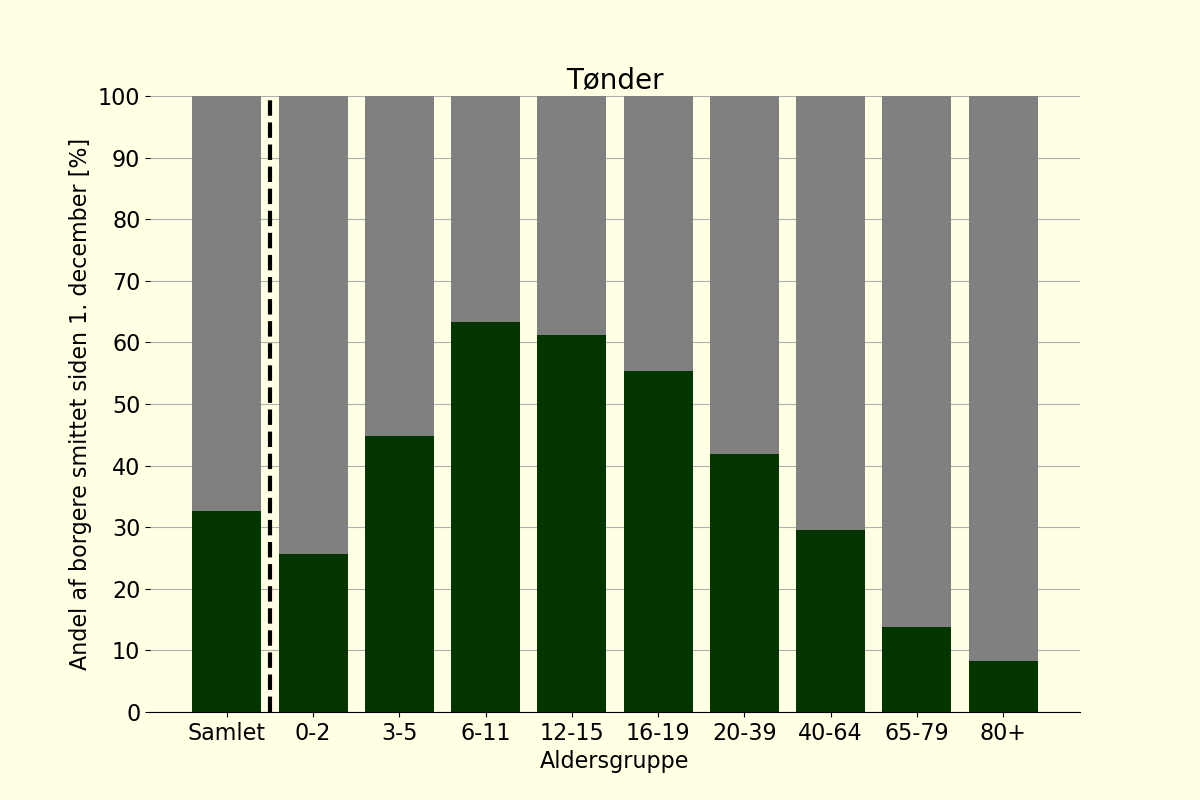 Tønder
Andel af borgere smittet siden 1. december [%]
100
90
80
70
60
50
40
30
20
10
0
Samlet 0-2 3-5 6-11 12-15 16-19 20-39 40-64 65-79 80+
Aldersgruppe